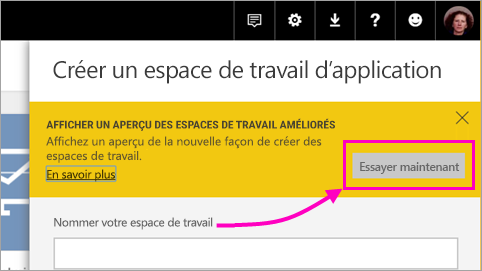 Créer un espace de travail d'application
AFFICHER UN APERÇU DES ESPACES DE TRAVAIL AMÉLIORÉS
Affichez un aperçu de la nouvelle façon de créer des
espaces de travail.
En savoir plus
Essayer maintenant
Nommer votre espace de travail